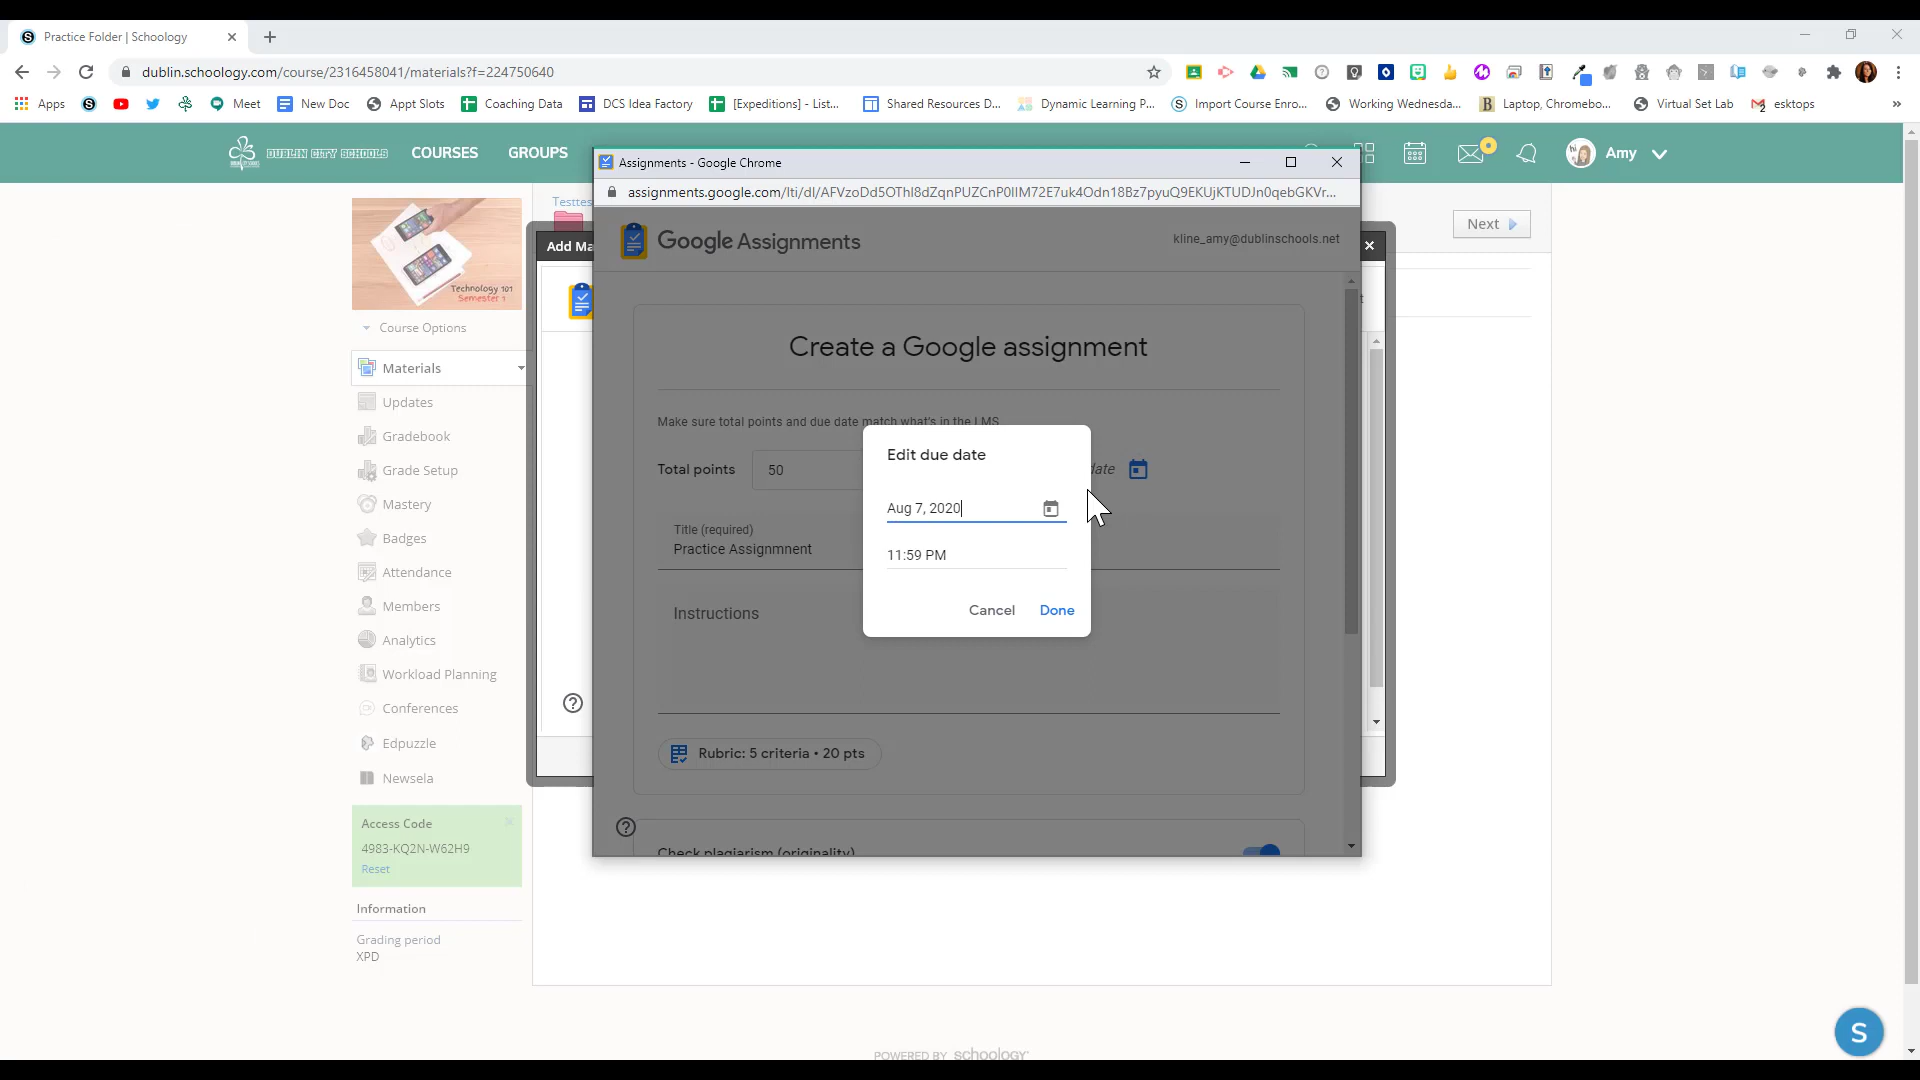 Practice Folder | Schoology
dublin.schoology.com/course/2316458041/materials?f=224750640
Apps
Meet
New Doc
Appt Slots
Coaching Data
DCS Idea Factory
[Expeditions] - List...
Shared Resources D...
Dynamic Learning P...
Import Course Enro...
Working Wednesda...
Laptop, Chromebo...
Virtual Set Lab
esktops
DUBLIN CITY SCHOOLS
COURSES
GROUPS
Amy
Assignments - Google Chrome
assignments.google.com/lti/dl/AFVzoDd5OThl8dZqnPUZCnP0IIM72E7uk4Odn18Bz7pyuQ9EKUjKTUDJn0qebGKVr...
Google Assignments
kline_amy@dublinschools.net
Testtes
Next
Add Ma
Technology 101
Semester 1
Course Options
Materials
Updates
Gradebook
Grade Setup
Mastery
Badges
Attendance
Members
Analytics
Workload Planning
Conferences
Edpuzzle
Newsela
Access Code
4983-KQ2N-W62H9
Reset
Information
Grading period
XPD
Create a Google assignment
Make sure total points and due date match what's in the LMS
Total points
50
date
Title (required)
Practice Assignmnent
Instructions
Rubric: 5 criteria • 20 pts
Check plagiarism (originality)
Edit due date
Aug 7, 2020
11:59 PM
Cancel
Done
POWERED BY schoology
S